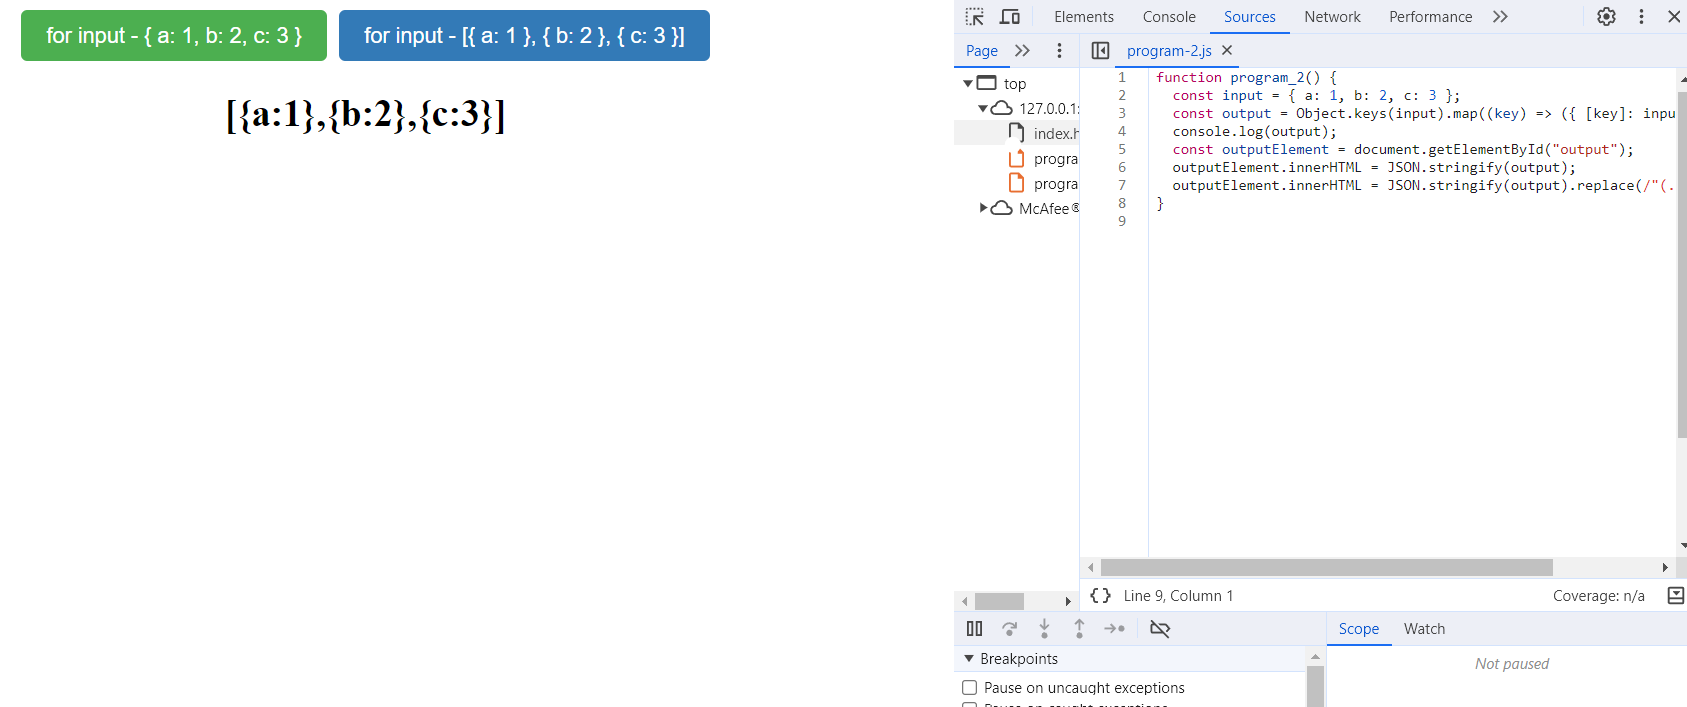 for input - { a: 1, b: 2, c: 3 }
for input - [{ a: 1 }, { b: 2 }, { c: 3 }]
[{a:1},{b:2},{c:3}]
Elements Console Sources Network Performance
Page
program-2.js
top
127.0.0.1:
index.h
progra
progra
McAfee®
1 function program_2() {
2 const input = { a: 1, b: 2, c: 3 };
3 const output = Object.keys(input).map((key) => ({ [key]: inpu
4 console.log(output);
5 const outputElement = document.getElementById("output");
6 outputElement.innerHTML = JSON.stringify(output);
7 outputElement.innerHTML = JSON.stringify(output).replace(/"(.
8 }
9
{} Line 9, Column 1
Coverage: n/a
Scope Watch
Not paused
Breakpoints
Pause on uncaught exceptions
Pause on caught exceptions